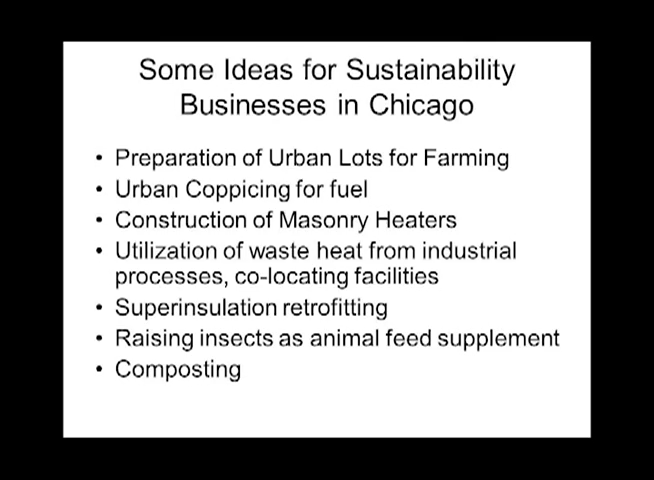 Some Ideas for Sustainability
Businesses in Chicago
• Preparation of Urban Lots for Farming
• Urban Coppicing for fuel
• Construction of Masonry Heaters
• Utilization of waste heat from industrial
processes, co-locating facilities
• Superinsulation retrofitting
• Raising insects as animal feed supplement
• Composting